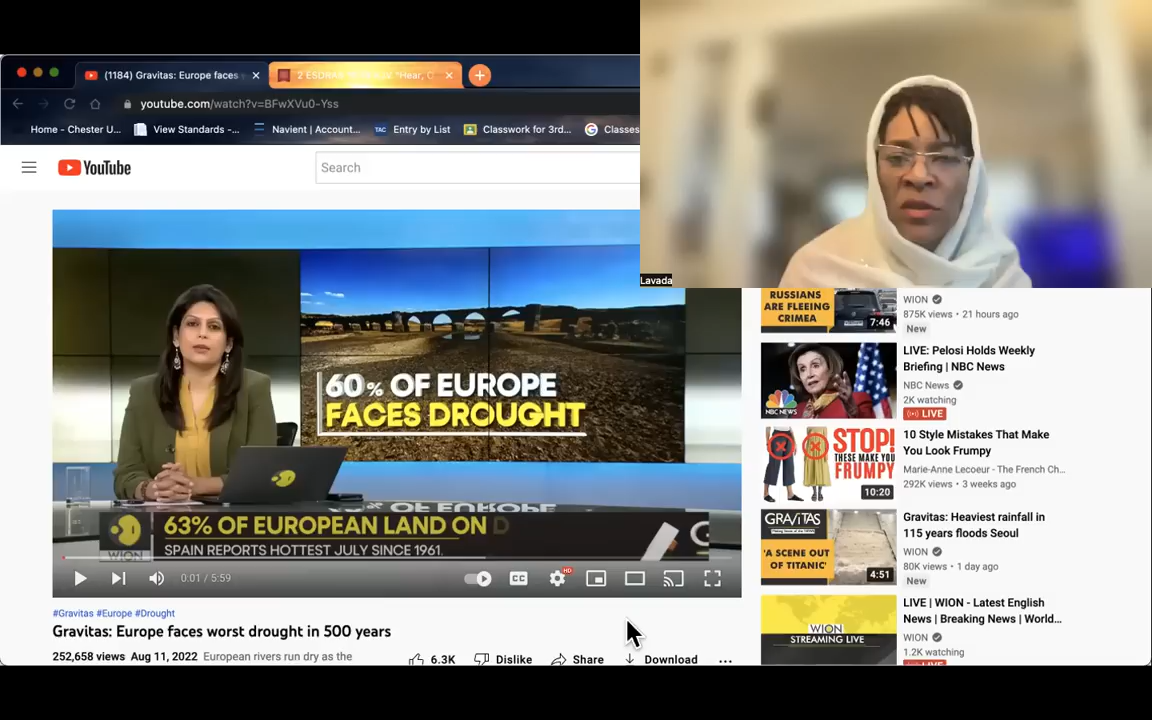 (1184) Gravitas: Europe faces
2 ESDRAS
"Hear,
youtube.com/watch?v=BFwXVu0-Yss
Home - Chester U...
View Standards -...
Navient | Account...
TAC
Entry by List
Classwork for 3rd...
G
Classes
YouTube
Search
Lavada
60% OF EUROPE
FACES DROUGHT
63% OF EUROPEAN LAND ON D
SPAIN REPORTS HOTTEST JULY SINCE 1961.
WION
G
0:01 / 5:59
CC
HD
#Gravitas #Europe #Drought
Gravitas: Europe faces worst drought in 500 years
252,658 views Aug 11, 2022 European rivers run dry as the
6.3K
Dislike
Share
Download
...
RUSSIANS
ARE FLEEING
CRIMEA
7:46
WION
875K views • 21 hours ago
New
NBC NEWS
LIVE: Pelosi Holds Weekly
Briefing | NBC News
NBC News
2K watching
LIVE
STOP!
THESE MAKE YOU
FRUMPY
10:20
10 Style Mistakes That Make
You Look Frumpy
Marie-Anne Lecoeur - The French Ch...
292K views • 3 weeks ago
GRAVITAS
'A SCENE OUT
OF TITANIC'
4:51
Gravitas: Heaviest rainfall in
115 years floods Seoul
WION
80K views • 1 day ago
New
WION
STREAMING LIVE
LIVE | WION - Latest English
News | Breaking News | World...
WION
1.2K watching
LIVE